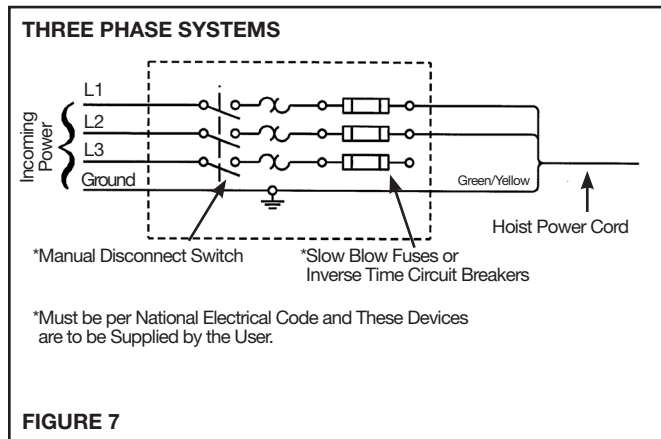 THREE PHASE SYSTEMS
L1
L2
L3
Ground
Incoming
Power
Green/Yellow
Hoist Power Cord
*Manual Disconnect Switch
*Slow Blow Fuses or
Inverse Time Circuit Breakers
*Must be per National Electrical Code and These Devices
are to be Supplied by the User.
FIGURE 7